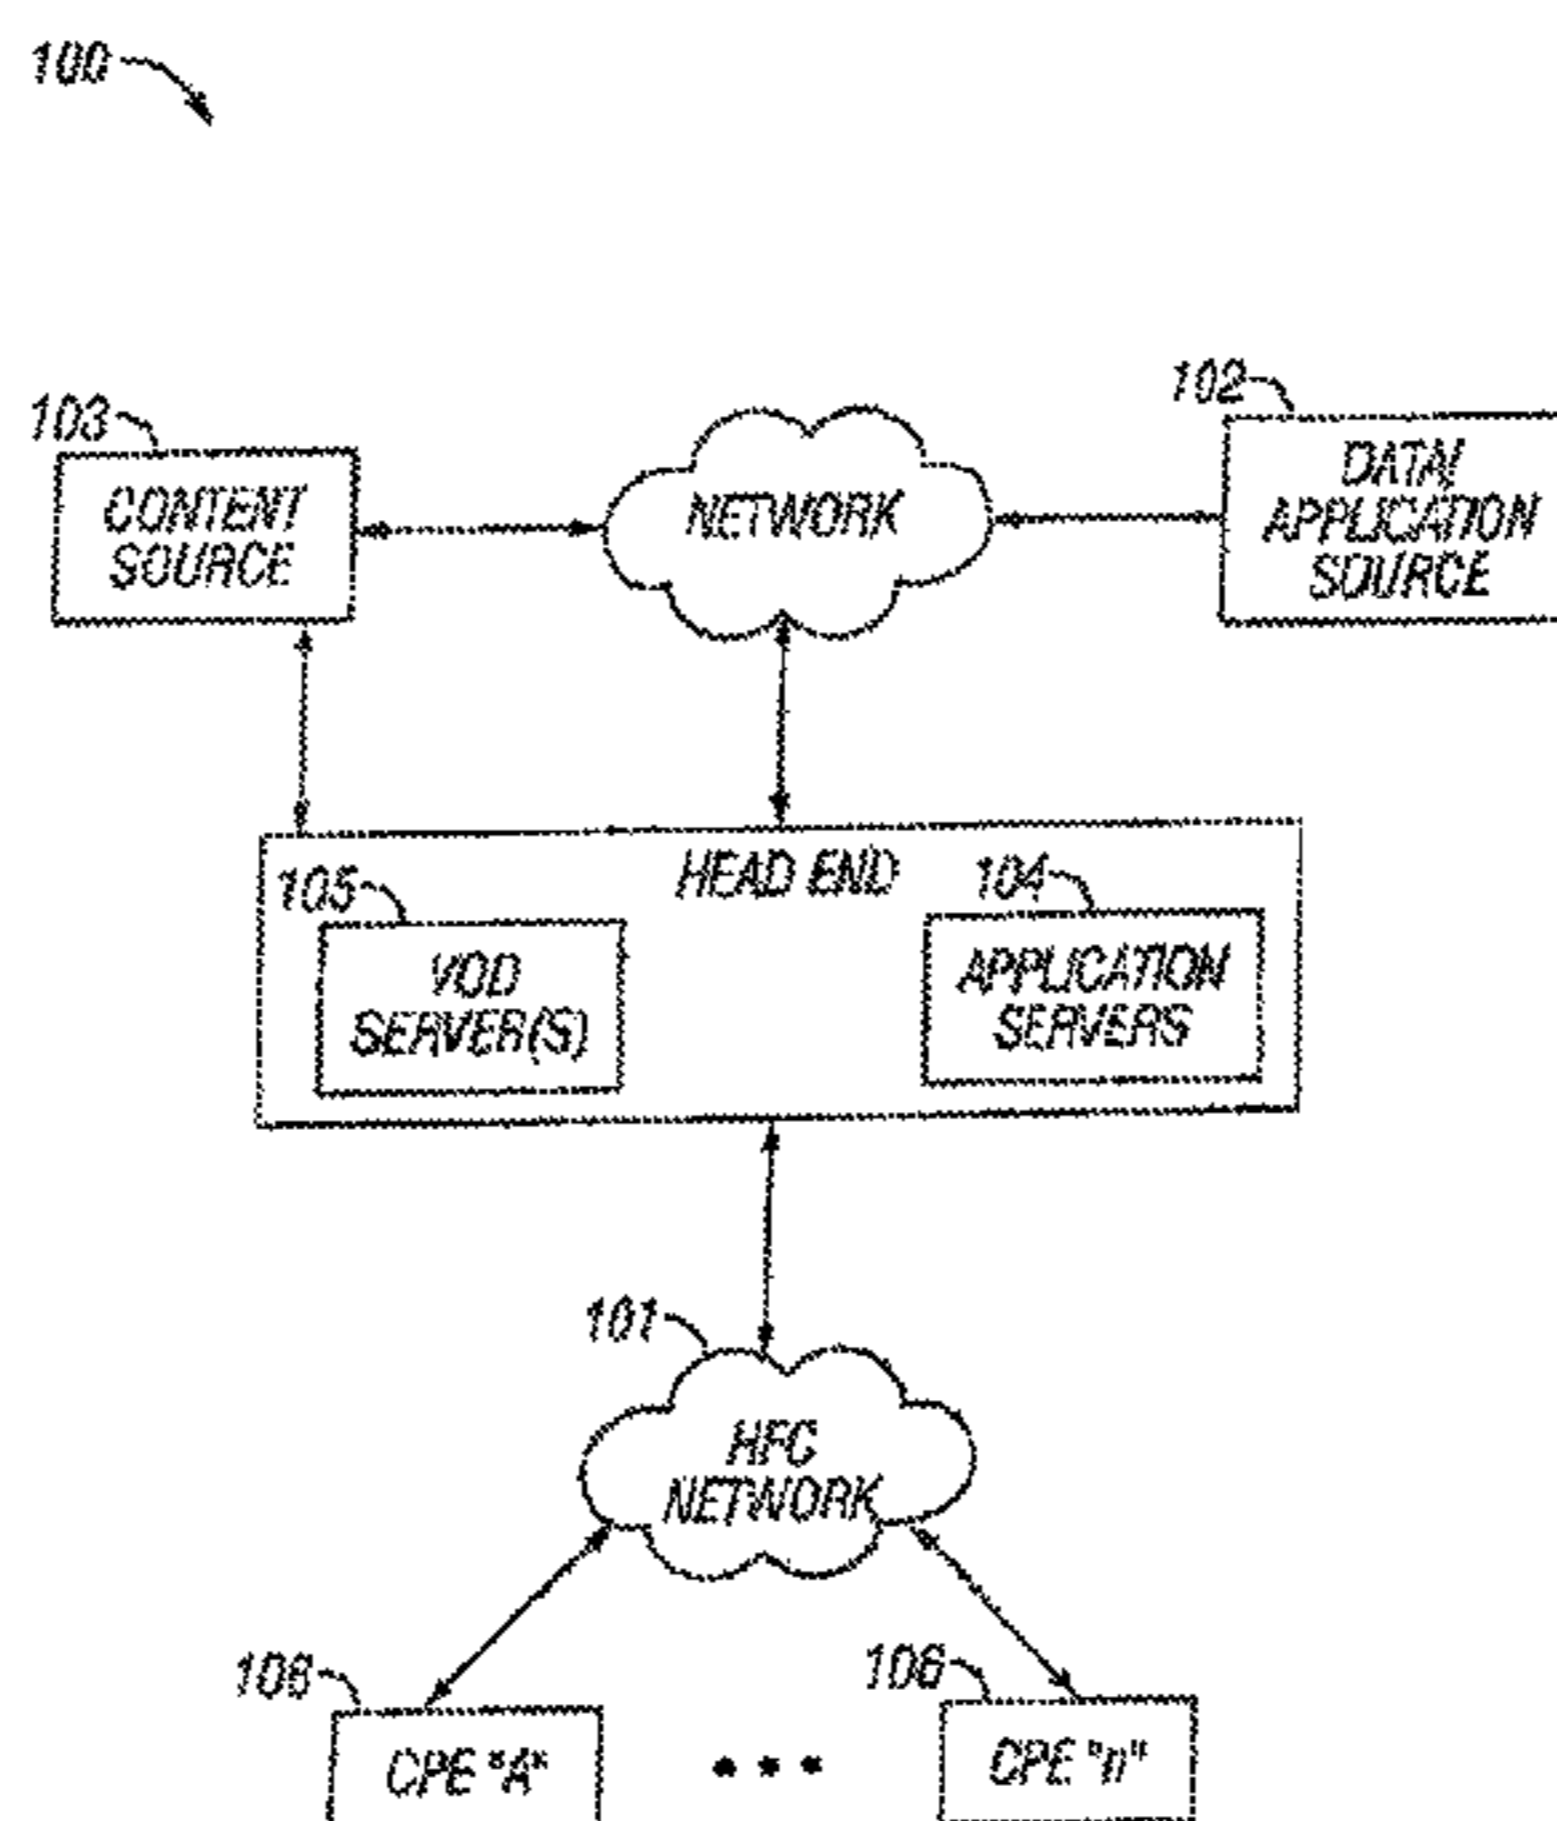 100
102
103
DATA/
APPLICATION
SOURCE
CONTENT
SOURCE
NETWORK
HEAD END
105
104
VOD
SERVER(S)
APPLICATION
SERVERS
101
HFC
NETWORK
106
106
CPE "A"
CPE "n"